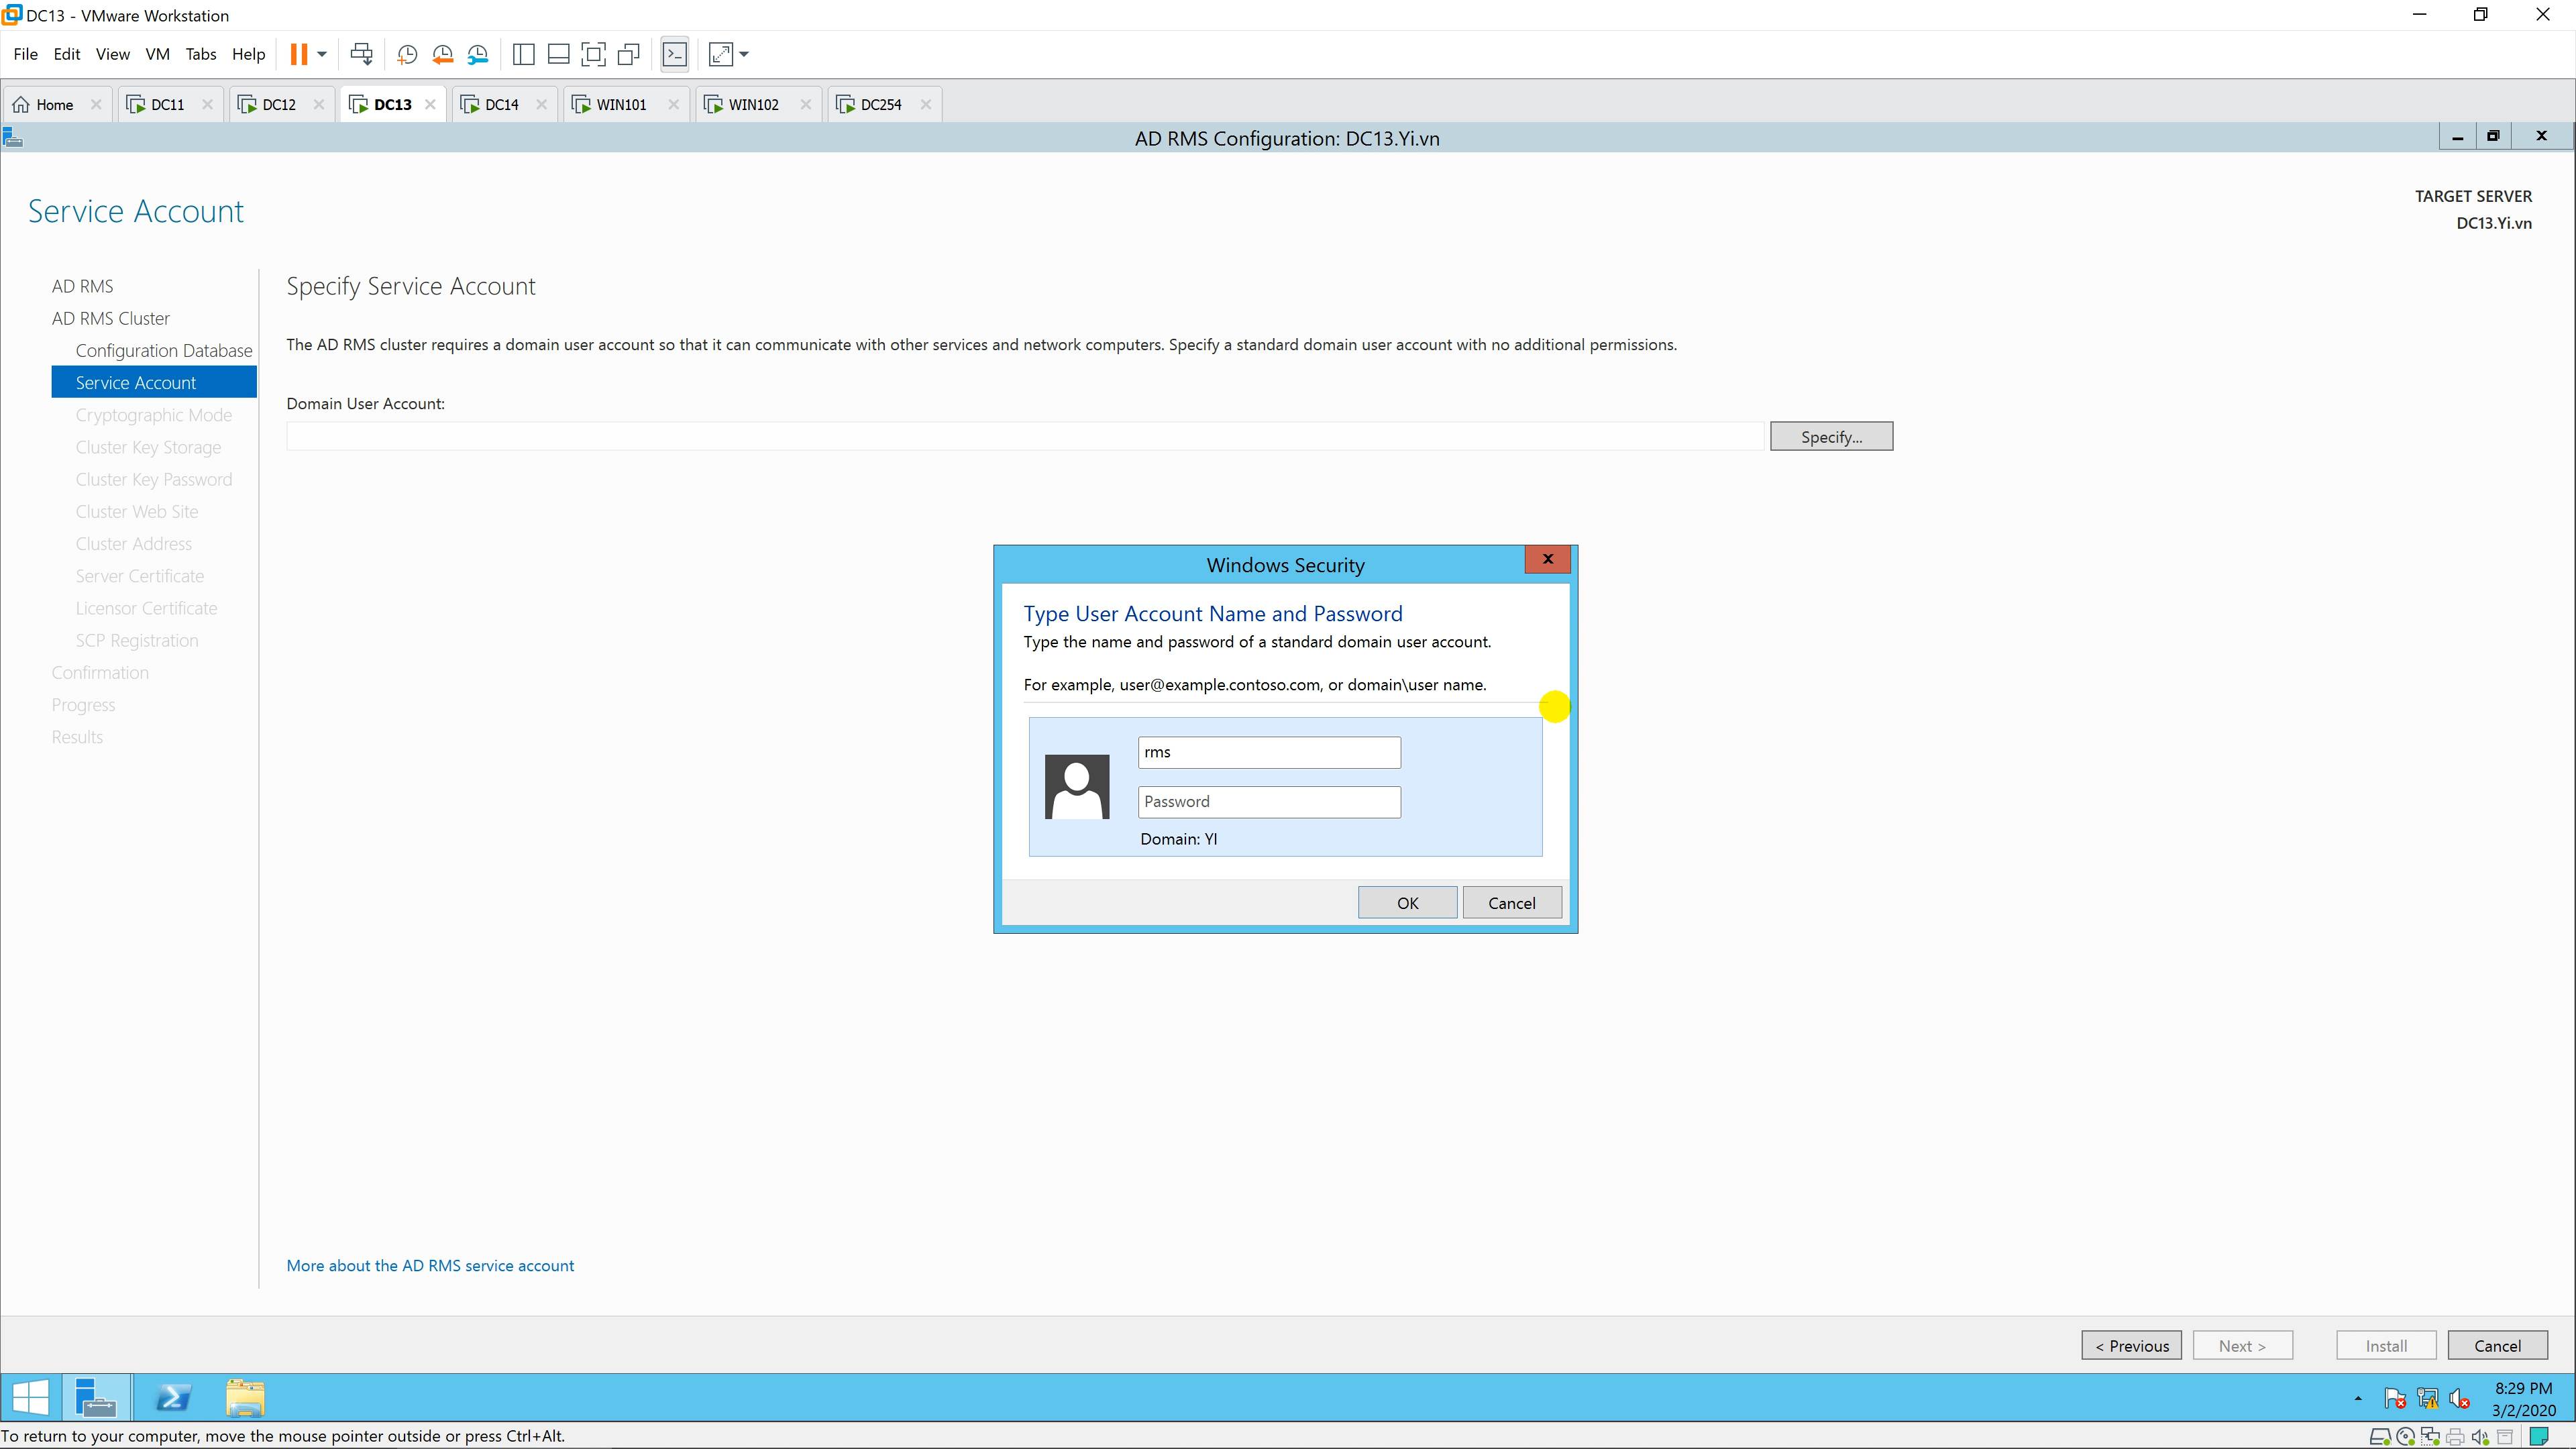 DC13 - VMware Workstation
File Edit View VM Tabs Help
Home DC11 DC12 DC13 DC14 WIN101 WIN102 DC254
AD RMS Configuration: DC13.Yi.vn
Service Account
TARGET SERVER
DC13.Yi.vn
AD RMS
AD RMS Cluster
Configuration Database
Service Account
Cryptographic Mode
Cluster Key Storage
Cluster Key Password
Cluster Web Site
Cluster Address
Server Certificate
Licensor Certificate
SCP Registration
Confirmation
Progress
Results
Specify Service Account
The AD RMS cluster requires a domain user account so that it can communicate with other services and network computers. Specify a standard domain user account with no additional permissions.
Domain User Account:
Specify...
Windows Security
x
Type User Account Name and Password
Type the name and password of a standard domain user account.
For example, user@example.contoso.com, or domain\user name.
rms
Password
Domain: YI
OK Cancel
More about the AD RMS service account
< Previous Next > Install Cancel
8:29 PM
3/2/2020
To return to your computer, move the mouse pointer outside or press Ctrl+Alt.